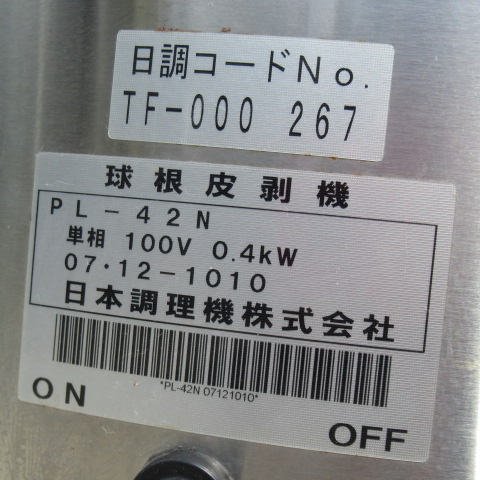 日調コードNo.
TF-000 267
球根皮剥機
PL-42N
単相 100V 0.4kW
07・12-1010
日本調理機株式会社
*PL-42N 07121010*
ON
OFF